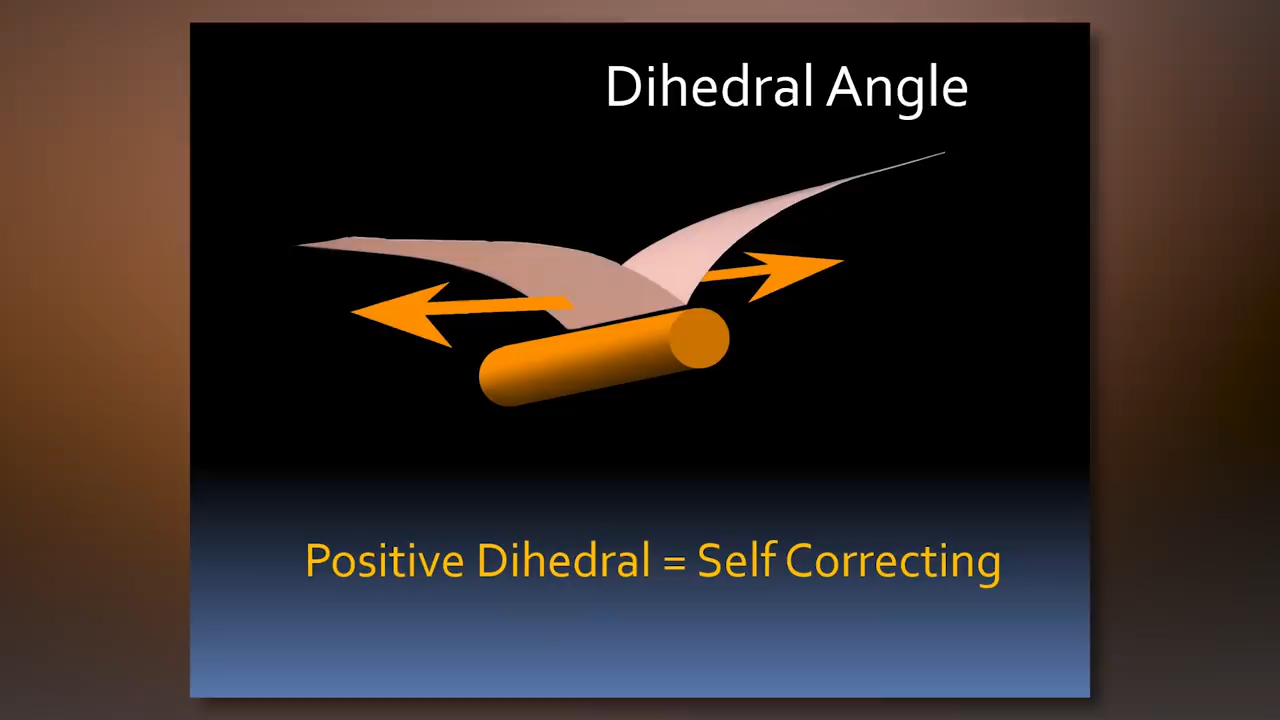 Dihedral Angle
Positive Dihedral = Self Correcting